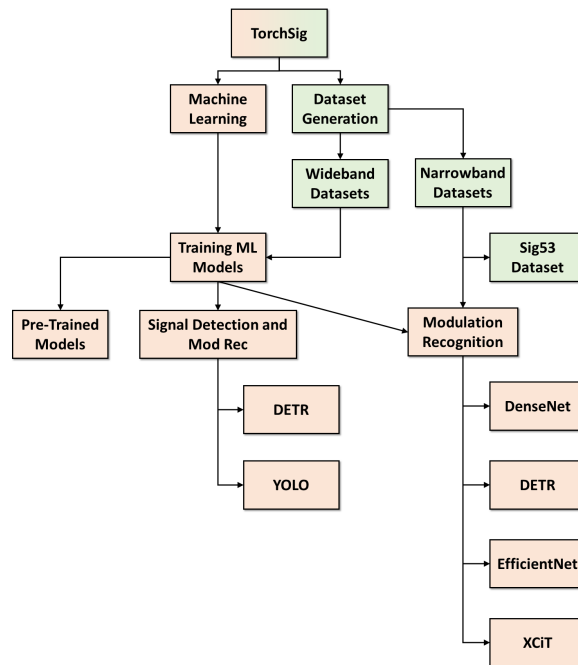 TorchSig
Machine
Learning
Dataset
Generation
Wideband
Datasets
Narrowband
Datasets
Training ML
Models
Sig53
Dataset
Pre-Trained
Models
Signal Detection and
Mod Rec
Modulation
Recognition
DETR
YOLO
DenseNet
DETR
EfficientNet
XCiT